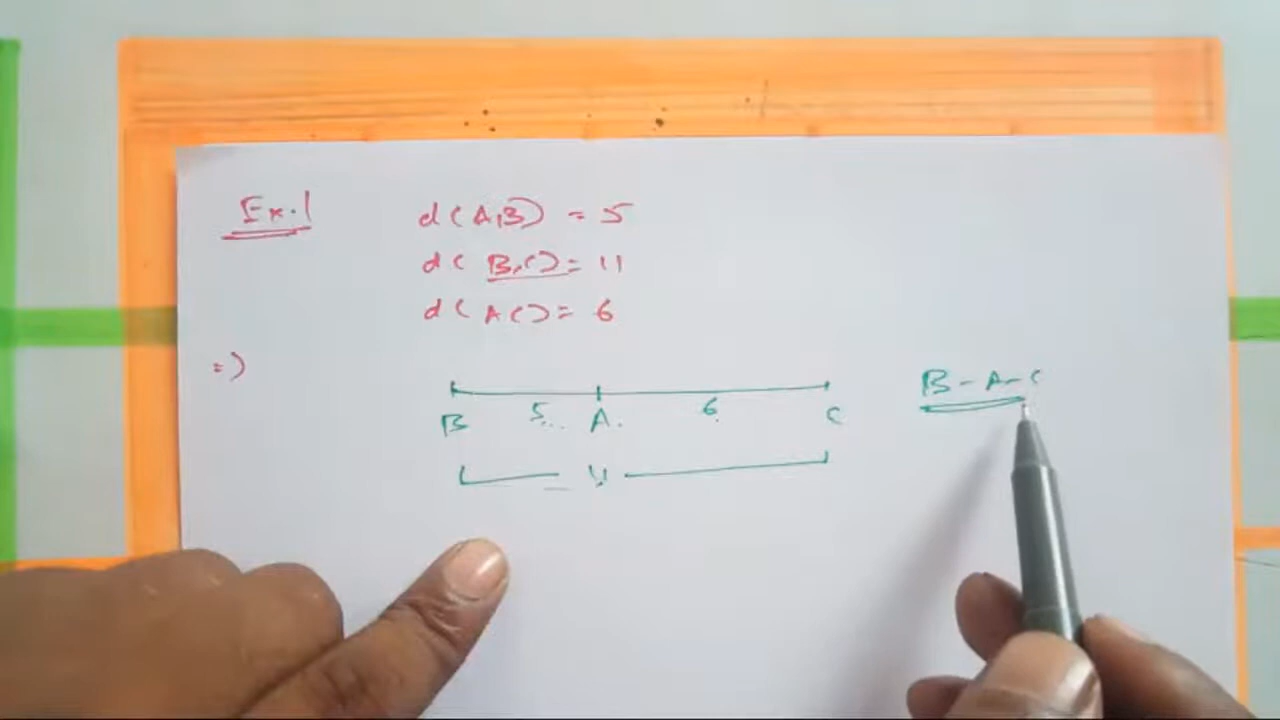 Ex.1
d(A,B) = 5
d( B,C) = 11
d( A C) = 6
=)
B - A - C
5 6
B A C
11